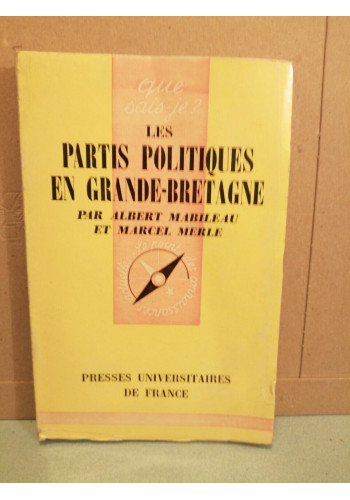 que
sais je?
LES
PARTIS POLITIQUES
EN GRANDE-BRETAGNE
PAR ALBERT MABILEAU
ET MARCEL MERLE
PRESSES UNIVERSITAIRES
DE FRANCE